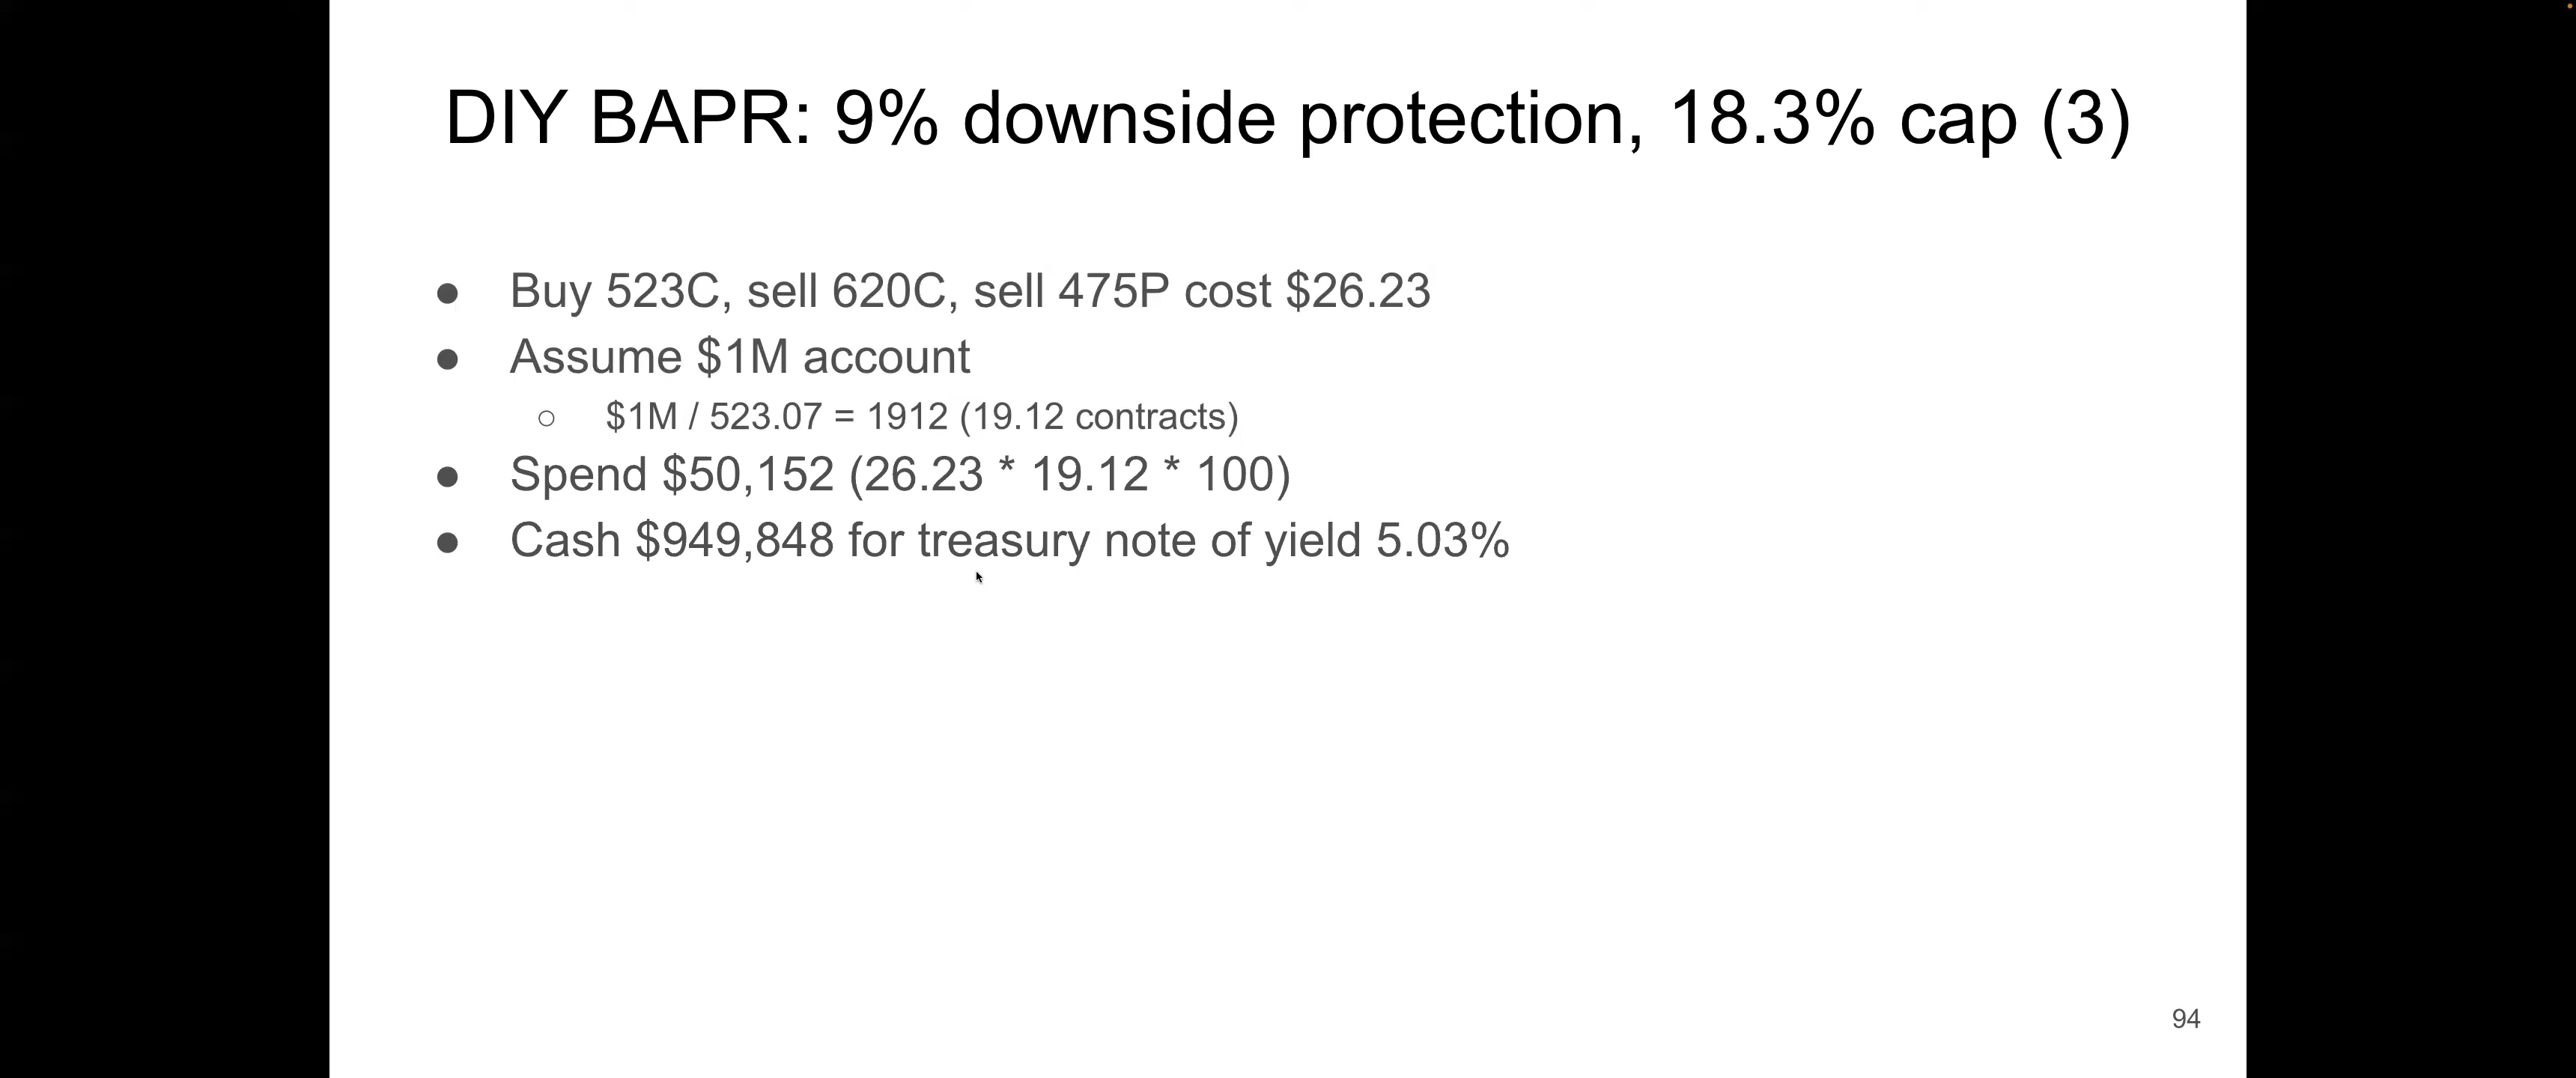 DIY BAPR: 9% downside protection, 18.3% cap (3)
● Buy 523C, sell 620C, sell 475P cost $26.23
● Assume $1M account
○ $1M / 523.07 = 1912 (19.12 contracts)
● Spend $50,152 (26.23 * 19.12 * 100)
● Cash $949,848 for treasury note of yield 5.03%
94